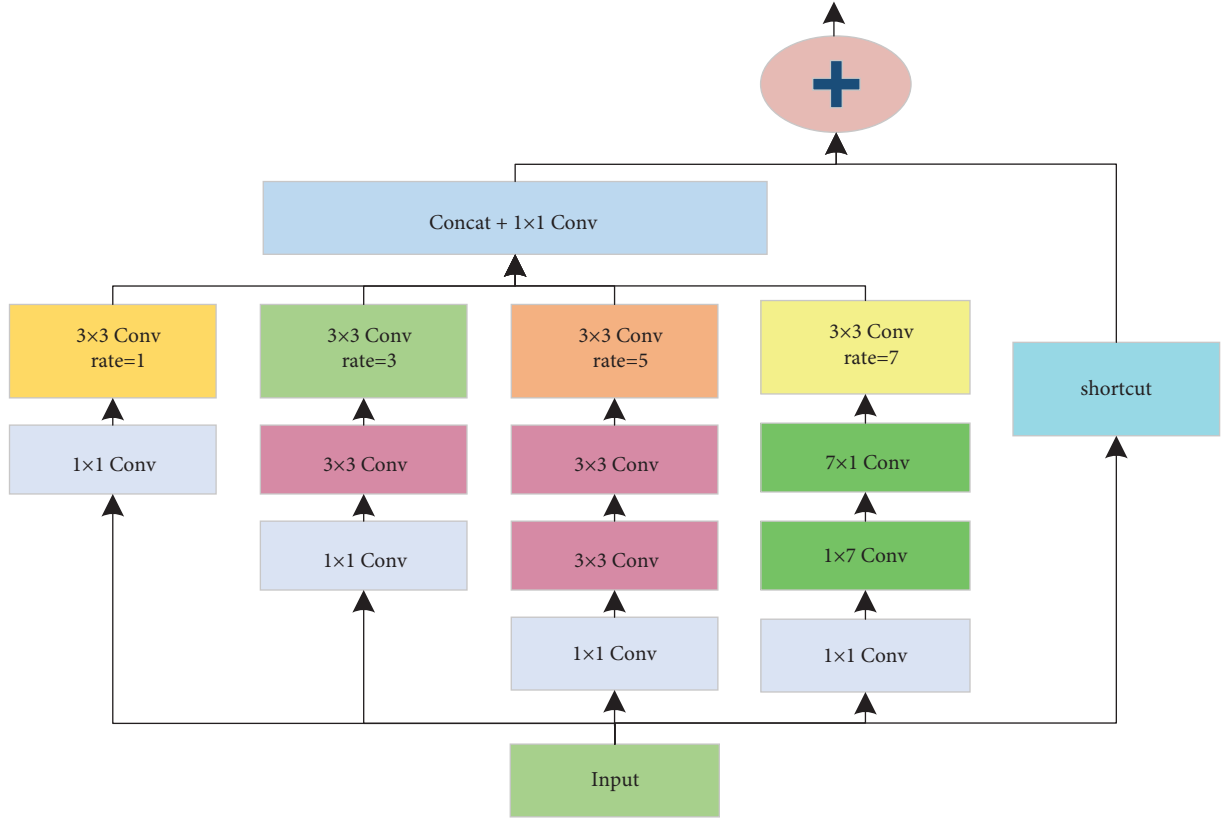 +
Concat + 1×1 Conv
3×3 Conv
rate=1
3×3 Conv
rate=3
3×3 Conv
rate=5
3×3 Conv
rate=7
shortcut
1×1 Conv
3×3 Conv
3×3 Conv
7×1 Conv
1×1 Conv
3×3 Conv
1×7 Conv
1×1 Conv
1×1 Conv
Input